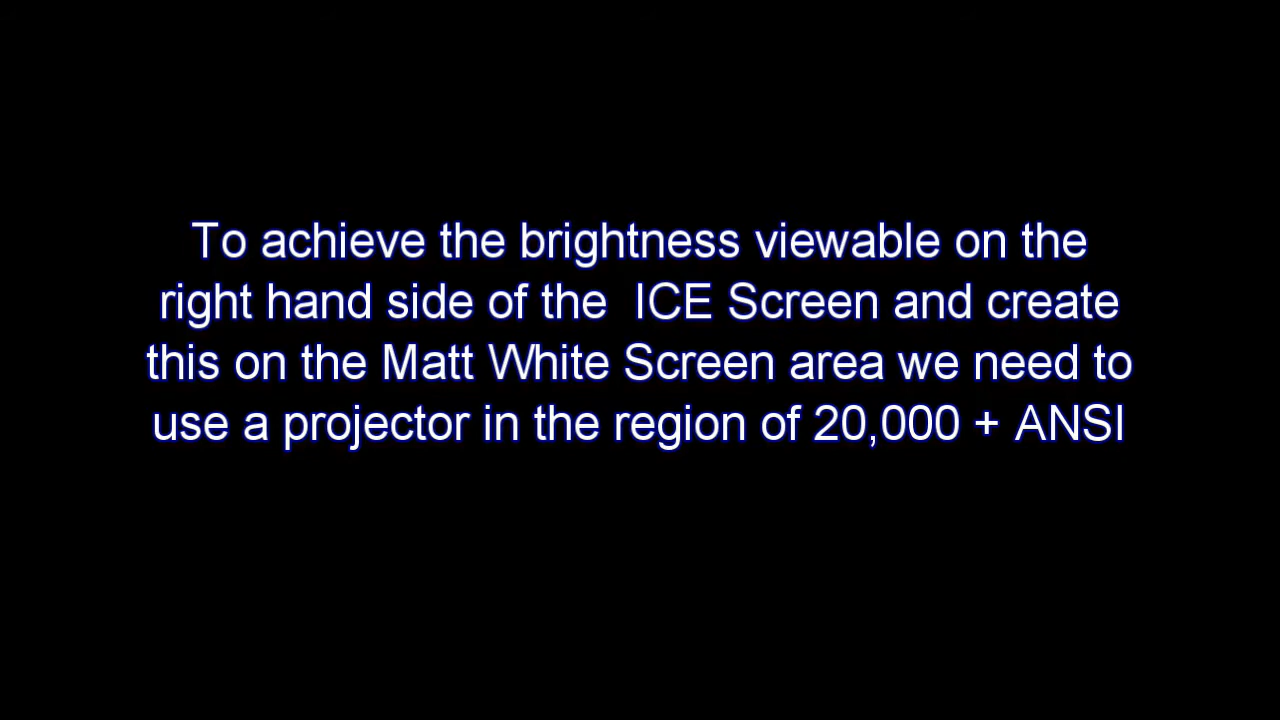 To achieve the brightness viewable on the
right hand side of the  ICE Screen and create
this on the Matt White Screen area we need to
use a projector in the region of 20,000 + ANSI